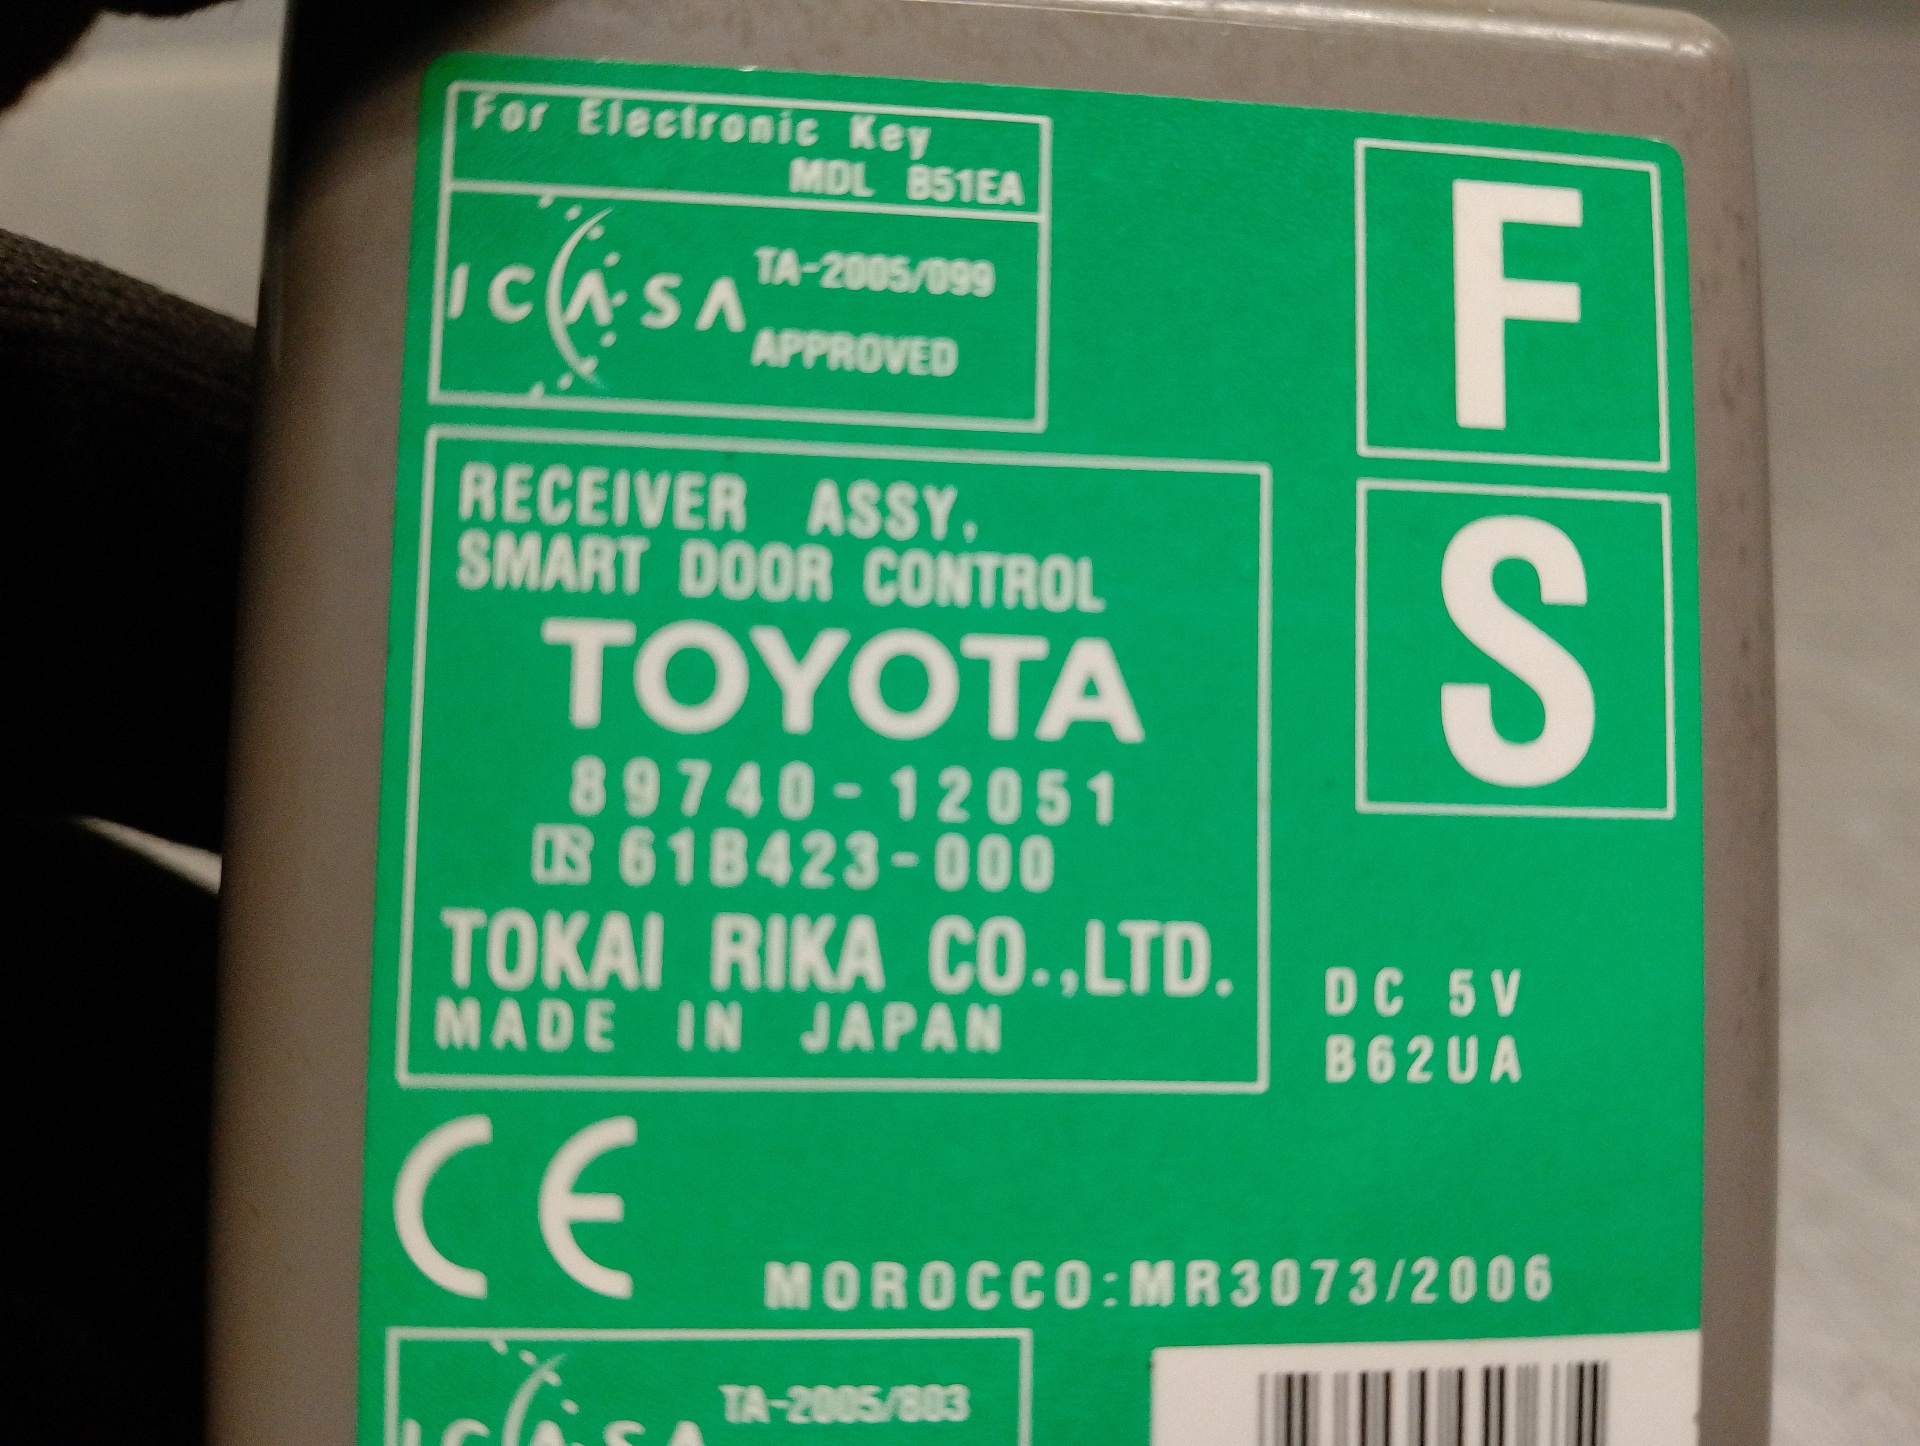 For Electronic Key
MDL B51EA
ICASA
TA-2005/099
APPROVED
F
S
RECEIVER ASSY,
SMART DOOR CONTROL
TOYOTA
89740-12051
61B423-000
TOKAI RIKA CO.,LTD.
MADE IN JAPAN
DC 5V
B62UA
CE
MOROCCO:MR3073/2006
TA-2005/803
ICASA